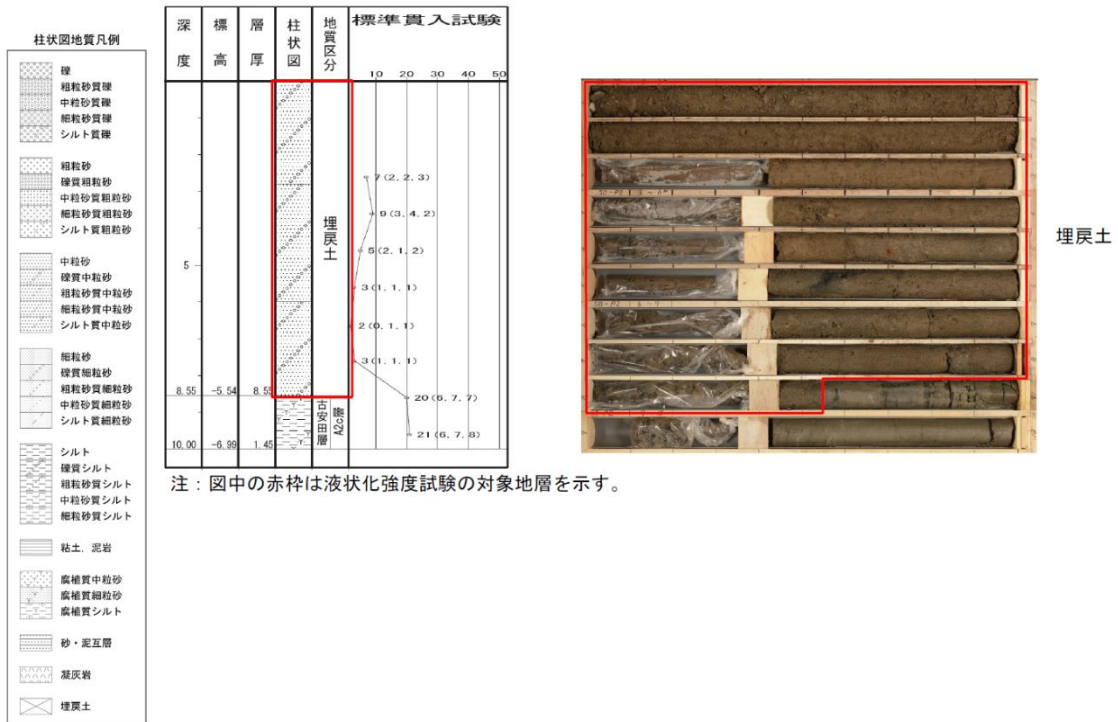 柱状図地質凡例
礫
粗粒砂質礫
中粒砂質礫
細粒砂質礫
シルト質礫
粗粒砂
礫質粗粒砂
中粒砂質粗粒砂
細粒砂質粗粒砂
シルト質粗粒砂
中粒砂
礫質中粒砂
粗粒砂質中粒砂
細粒砂質中粒砂
シルト質中粒砂
細粒砂
礫質細粒砂
粗粒砂質細粒砂
中粒砂質細粒砂
シルト質細粒砂
シルト
礫質シルト
粗粒砂質シルト
中粒砂質シルト
細粒砂質シルト
粘土．泥岩
腐植質中粒砂
腐植質細粒砂
腐植質シルト
砂・泥互層
凝灰岩
埋戻土
深度
標高
層厚
柱状図
地質区分
標準貫入試験
10 20 30 40 50
7 (2, 2, 3)
9 (3, 4, 2)
5 (2, 1, 2)
5
3 (1, 1, 1)
2 (0, 1, 1)
3 (1, 1, 1)
埋戻土
8.55 -5.54 8.55
20 (6, 7, 7)
古安田層
A2c層
21 (6, 7, 8)
10.00 -6.99 1.45
注：図中の赤枠は液状化強度試験の対象地層を示す。
埋戻土